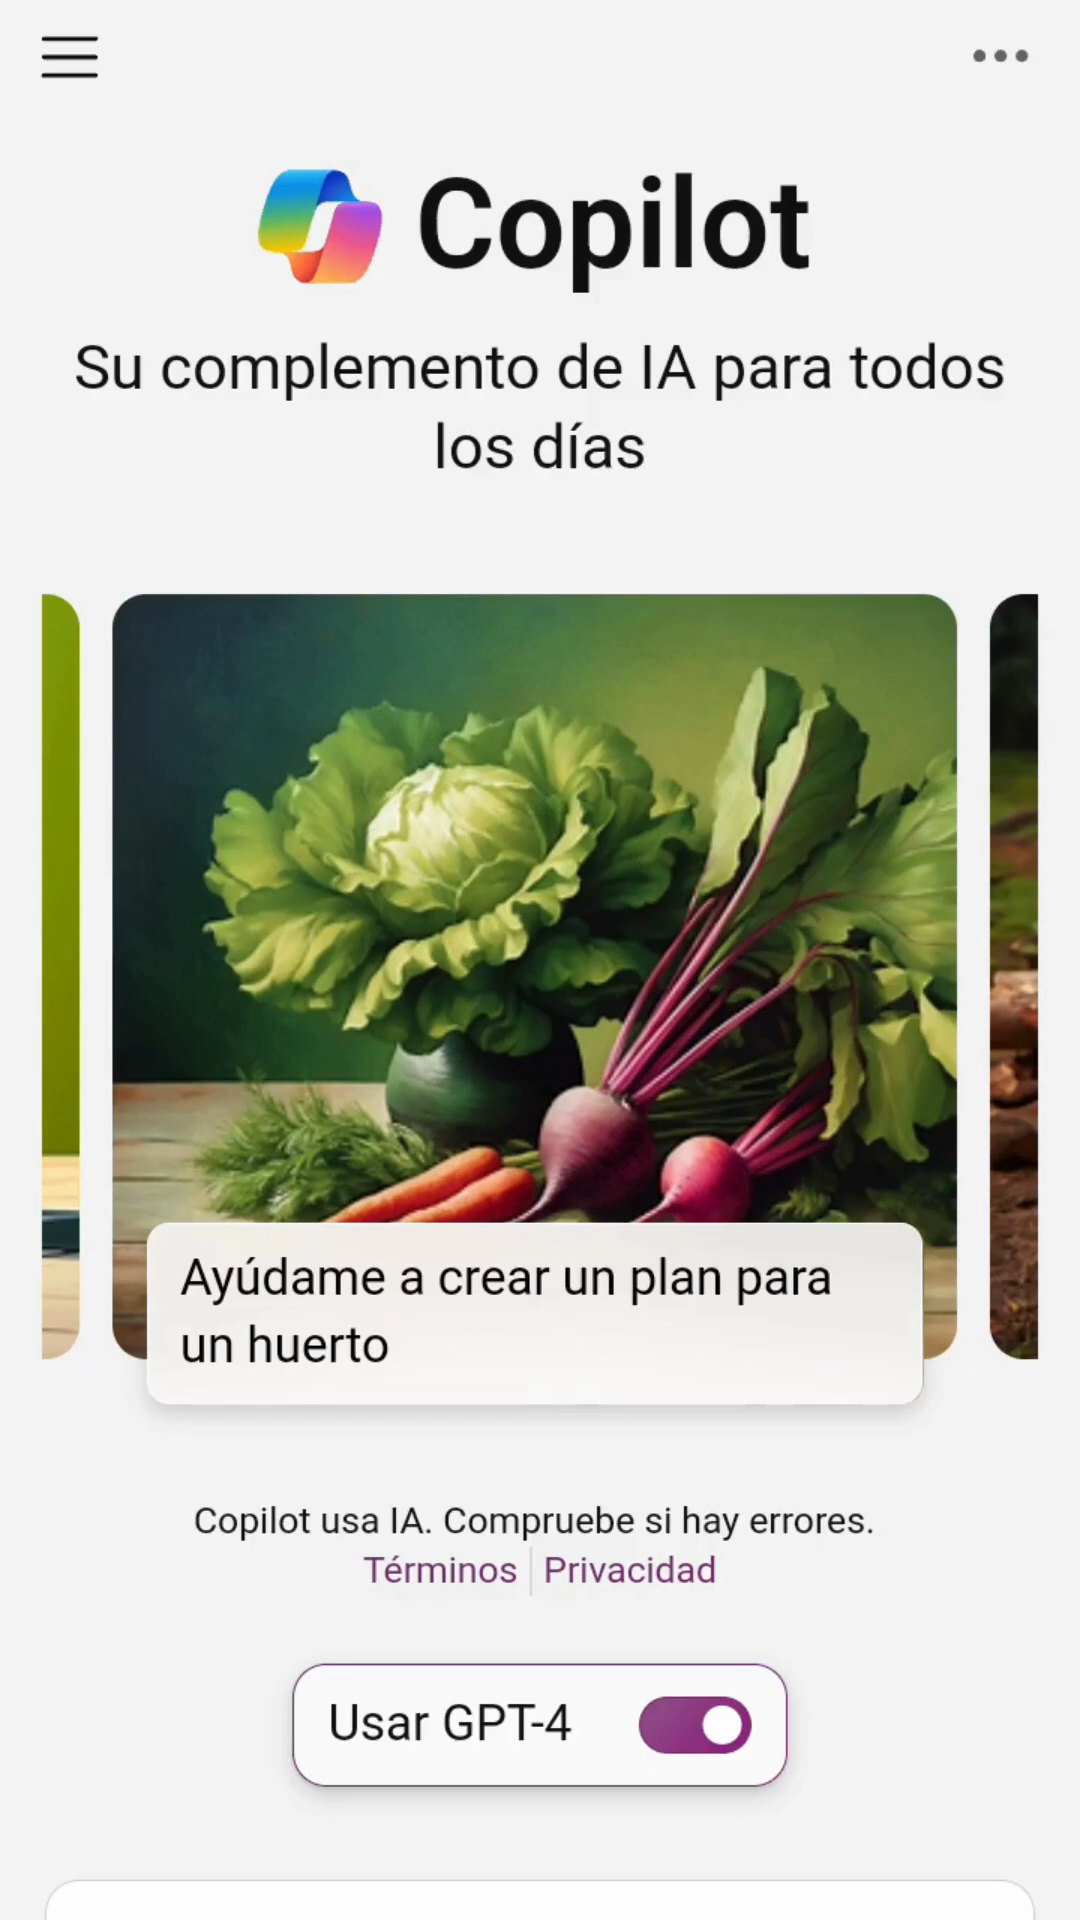 Copilot
Su complemento de IA para todos
los días
Ayúdame a crear un plan para
un huerto
Copilot usa IA. Compruebe si hay errores.
Términos Privacidad
Usar GPT-4